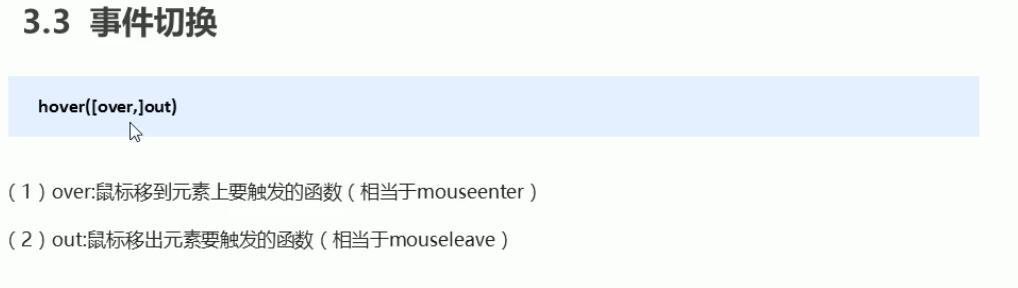 3.3 事件切换
hover([over,]out)
（1）over:鼠标移到元素上要触发的函数（相当于mouseenter）
（2）out:鼠标移出元素要触发的函数（相当于mouseleave）